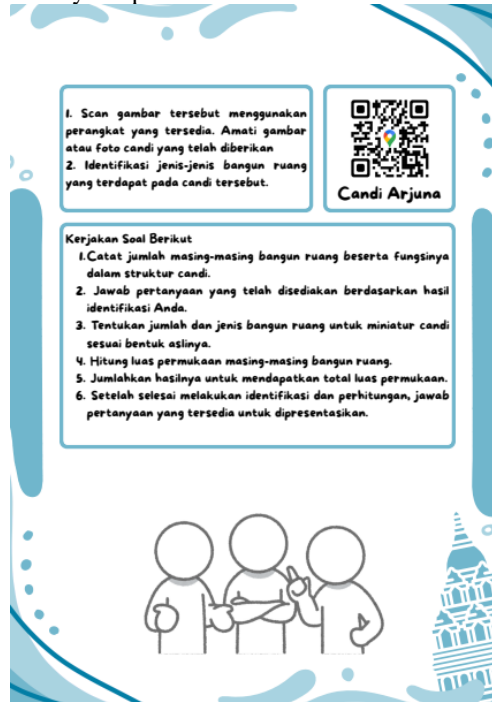 1. Scan gambar tersebut menggunakan
perangkat yang tersedia. Amati gambar
atau foto candi yang telah diberikan
2. Identifikasi jenis-jenis bangun ruang
yang terdapat pada candi tersebut.
Candi Arjuna
Kerjakan Soal Berikut
1. Catat jumlah masing-masing bangun ruang beserta fungsinya
dalam struktur candi.
2. Jawab pertanyaan yang telah disediakan berdasarkan hasil
identifikasi Anda.
3. Tentukan jumlah dan jenis bangun ruang untuk miniatur candi
sesuai bentuk aslinya.
4. Hitung luas permukaan masing-masing bangun ruang.
5. Jumlahkan hasilnya untuk mendapatkan total luas permukaan.
6. Setelah selesai melakukan identifikasi dan perhitungan, jawab
pertanyaan yang tersedia untuk dipresentasikan.